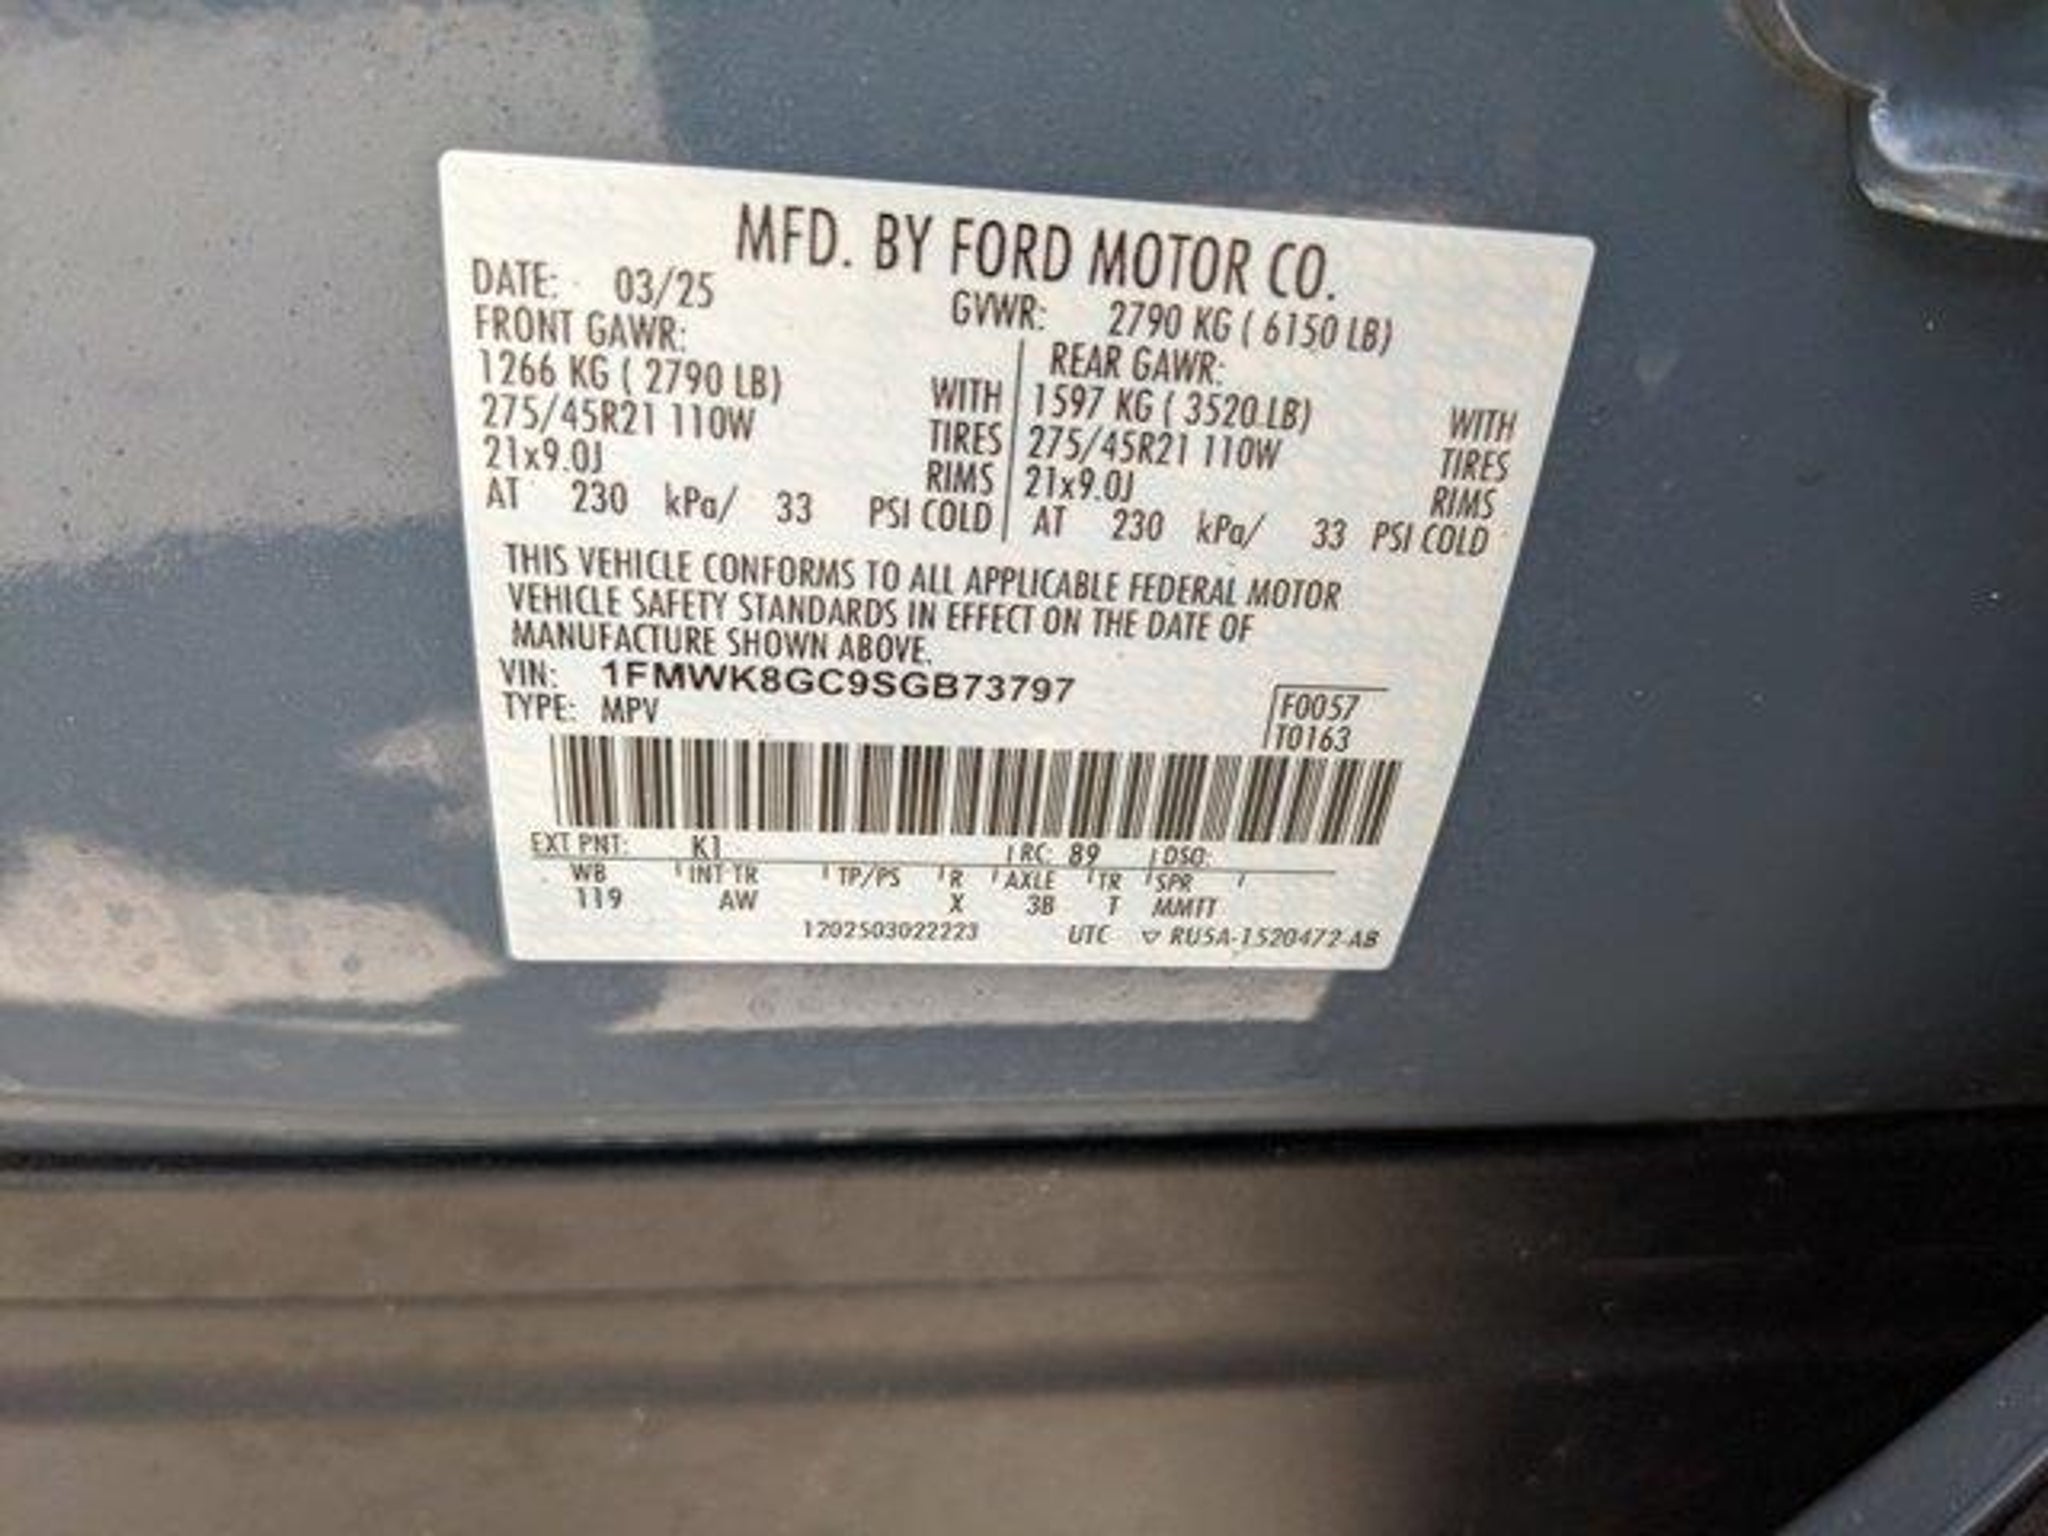 MFD. BY FORD MOTOR CO.
DATE: 03/25 GVWR: 2790 KG ( 6150 LB)
FRONT GAWR: REAR GAWR:
1266 KG ( 2790 LB) WITH 1597 KG ( 3520 LB) WITH
275/45R21 110W TIRES 275/45R21 110W TIRES
21x9.0J RIMS 21x9.0J RIMS
AT 230 kPa/ 33 PSI COLD AT 230 kPa/ 33 PSI COLD
THIS VEHICLE CONFORMS TO ALL APPLICABLE FEDERAL MOTOR
VEHICLE SAFETY STANDARDS IN EFFECT ON THE DATE OF
MANUFACTURE SHOWN ABOVE.
VIN: 1FMWK8GC9SGB73797
TYPE: MPV F0057
T0163
EXT PNT: K1 RC: 89 DSO:
WB INT TR TP/PS R AXLE TR SPR
119 AW X 3B T MMTT
1202503022223 UTC ▽ RU5A-1520472-AB